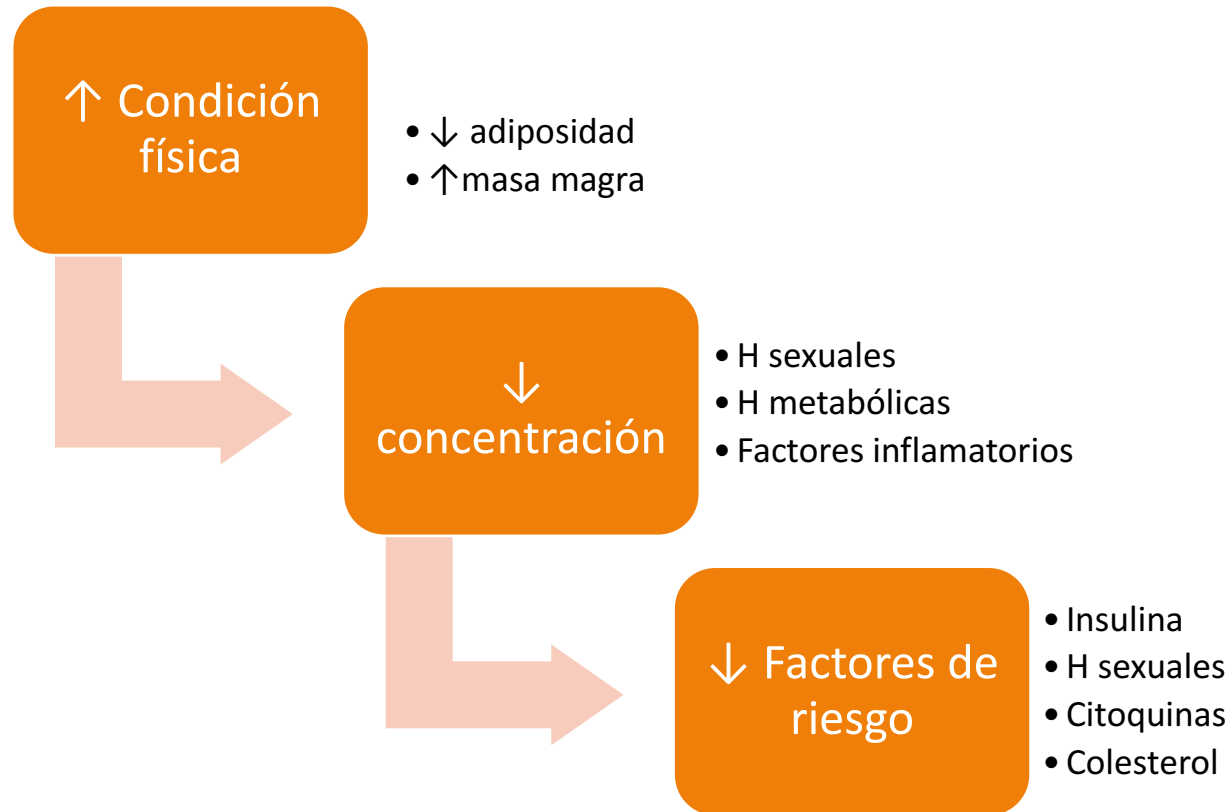 ↑ Condición
física
• ↓ adiposidad
• ↑masa magra
↓
concentración
• H sexuales
• H metabólicas
• Factores inflamatorios
↓ Factores de
riesgo
• Insulina
• H sexuales
• Citoquinas
• Colesterol